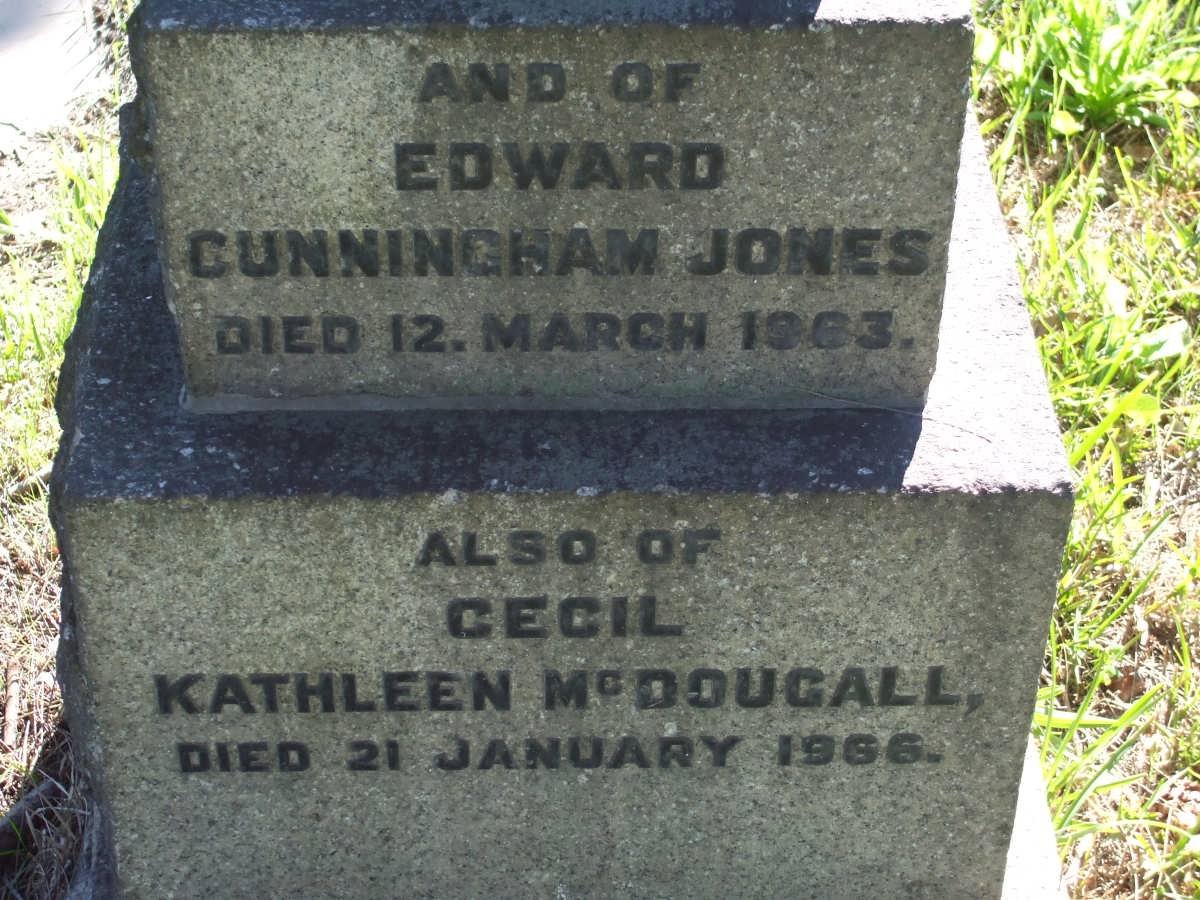 AND OF
EDWARD
CUNNINGHAM JONES
DIED 12. MARCH 1963.
ALSO OF
CECIL
KATHLEEN McDOUGALL,
DIED 21 JANUARY 1966.